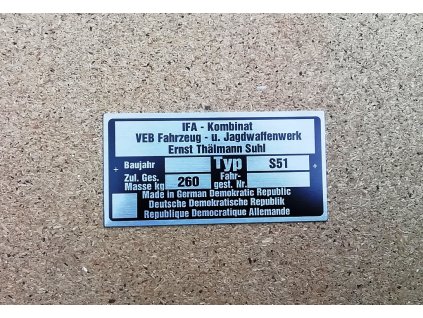 IFA - Kombinat
VEB Fahrzeug - u. Jagdwaffenwerk
Ernst Thälmann Suhl
Baujahr Typ S51
Zul. Ges. Fahr-
Masse kg 260 gest. Nr.
Made in German Democratic Republic
Deutsche Demokratische Republik
Republique Democratique Allemande